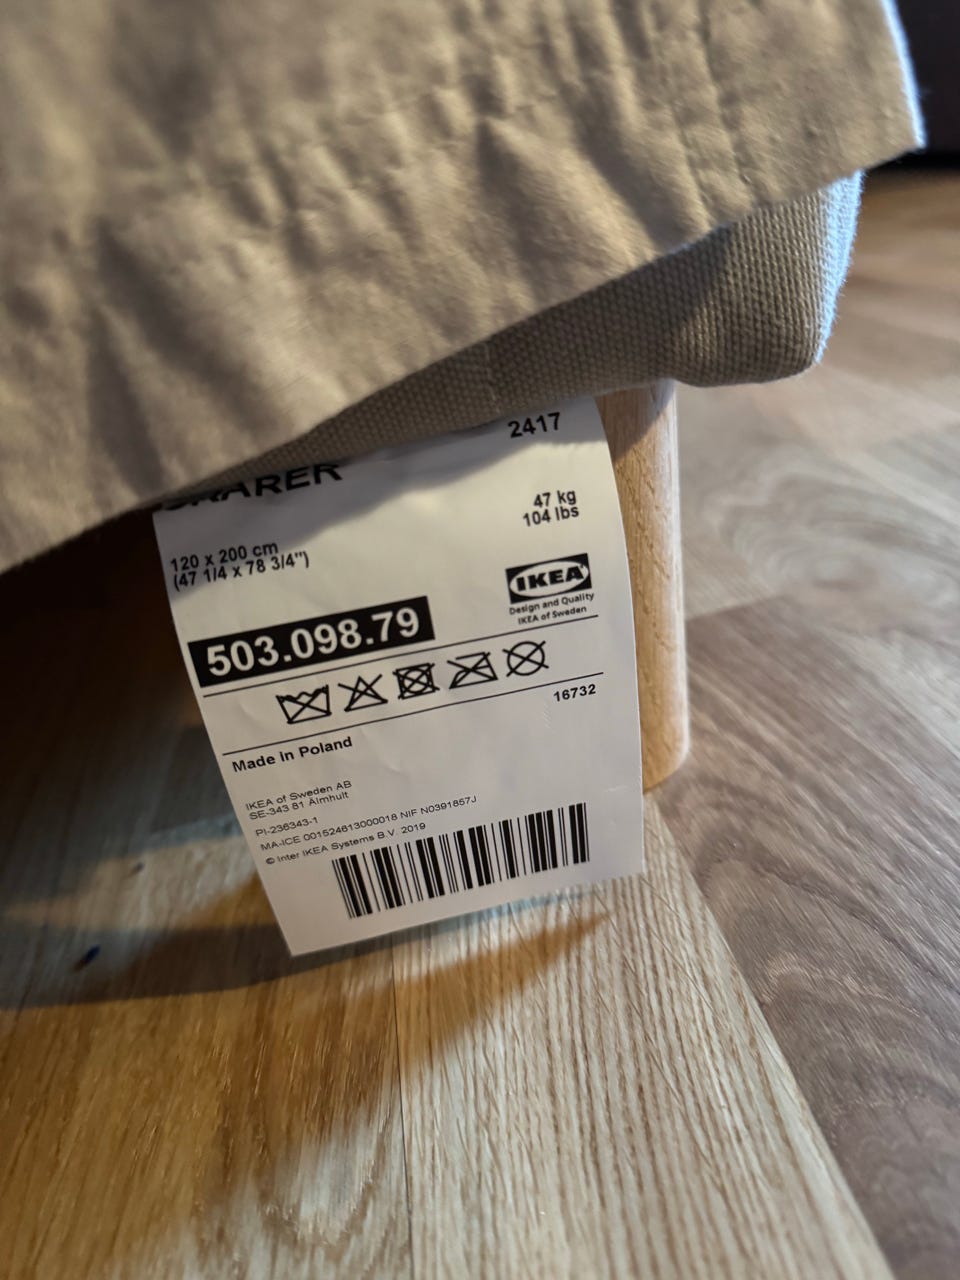 2417
47 kg
104 lbs
120 x 200 cm
(47 1/4 x 78 3/4")
IKEA
Design and Quality
IKEA of Sweden
503.098.79
16732
Made in Poland
IKEA of Sweden AB
SE-343 81 Älmhult
PI-236343-1
MA-ICE 001524613000018 NIF N0391857J
© Inter IKEA Systems B.V. 2019